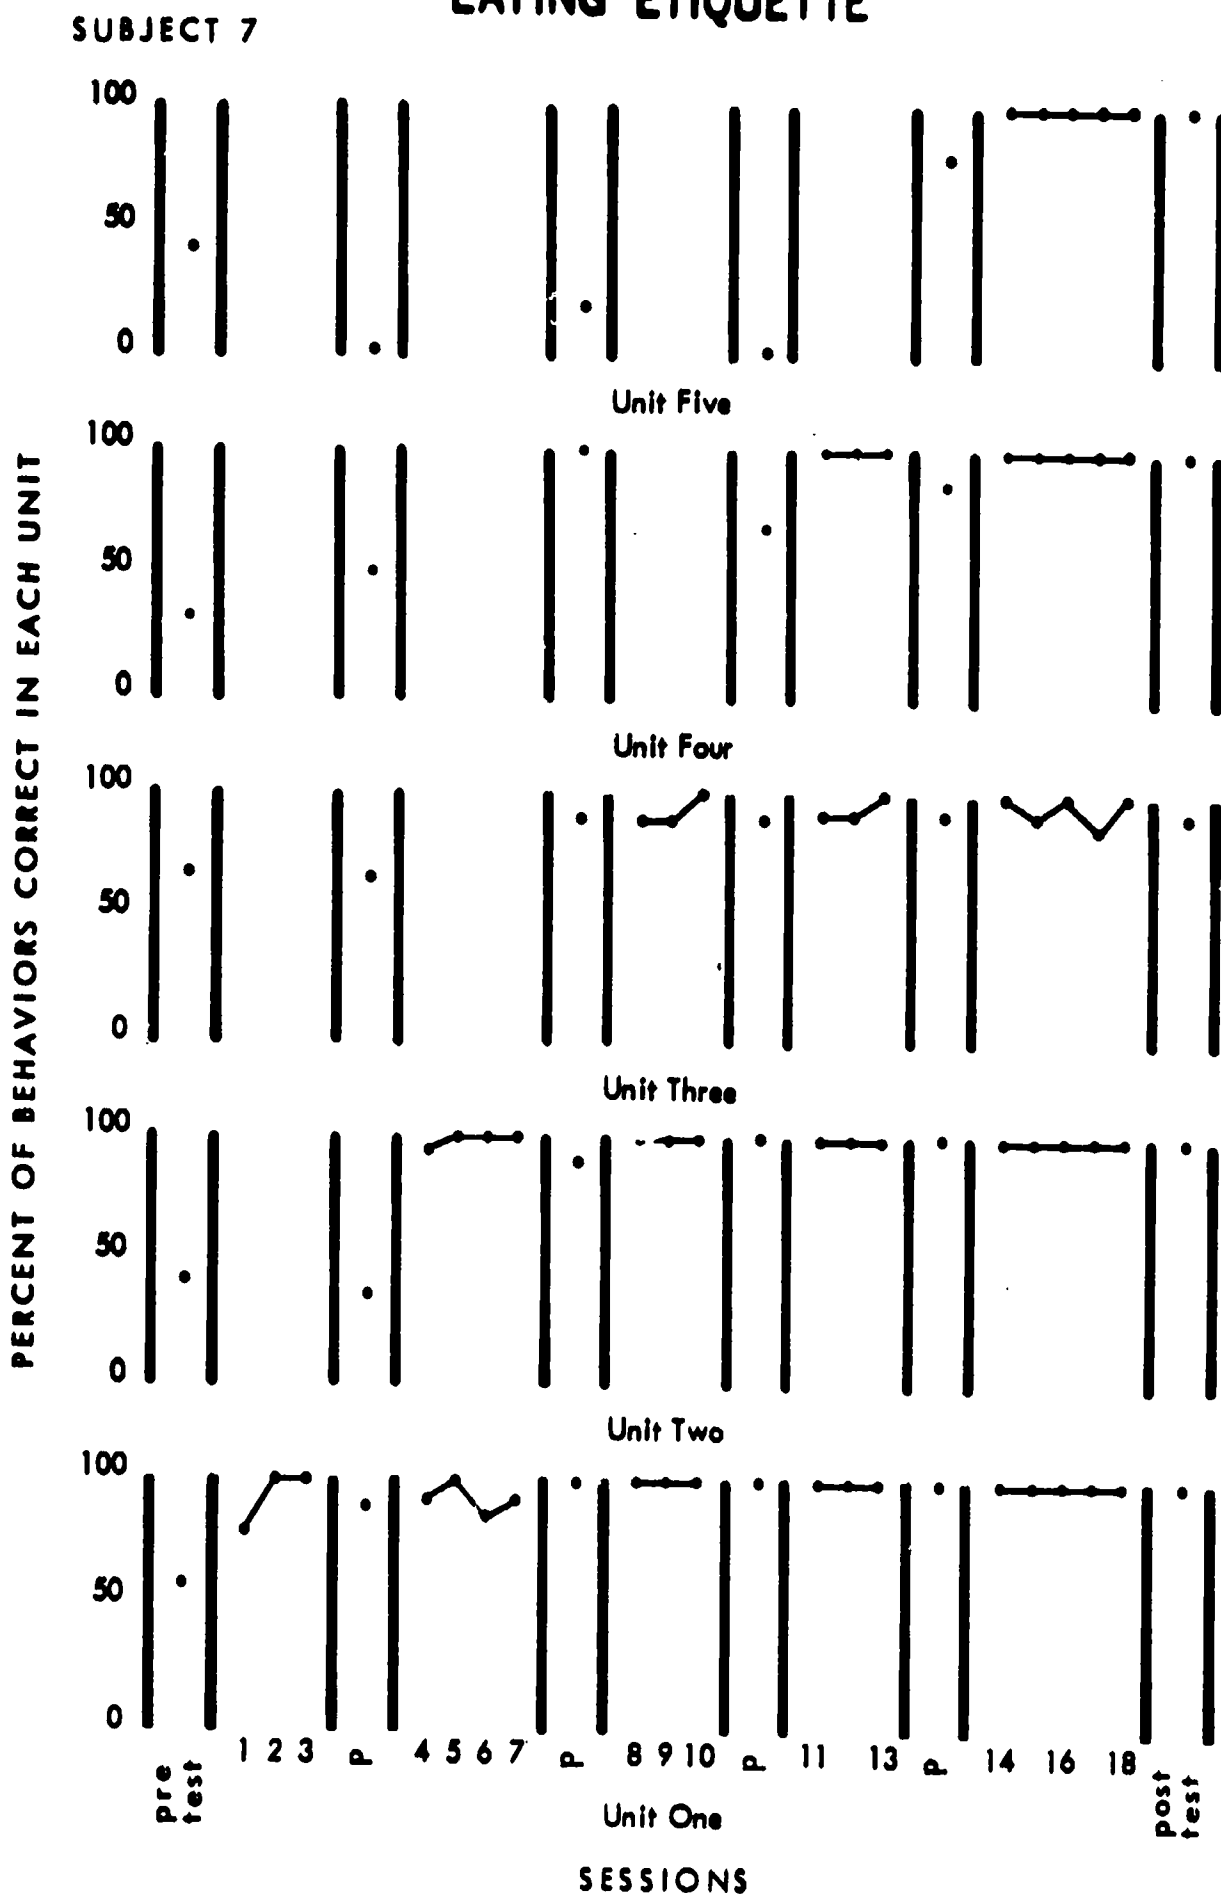 EATING ETIQUETTE
SUBJECT 7
PERCENT OF BEHAVIORS CORRECT IN EACH UNIT
100
50
0
Unit Five
100
50
0
Unit Four
100
50
0
Unit Three
100
50
0
Unit Two
100
50
0
pre test 1 2 3 P 4 5 6 7 P 8 9 10 P 11 13 P 14 16 18 post test
Unit One
SESSIONS